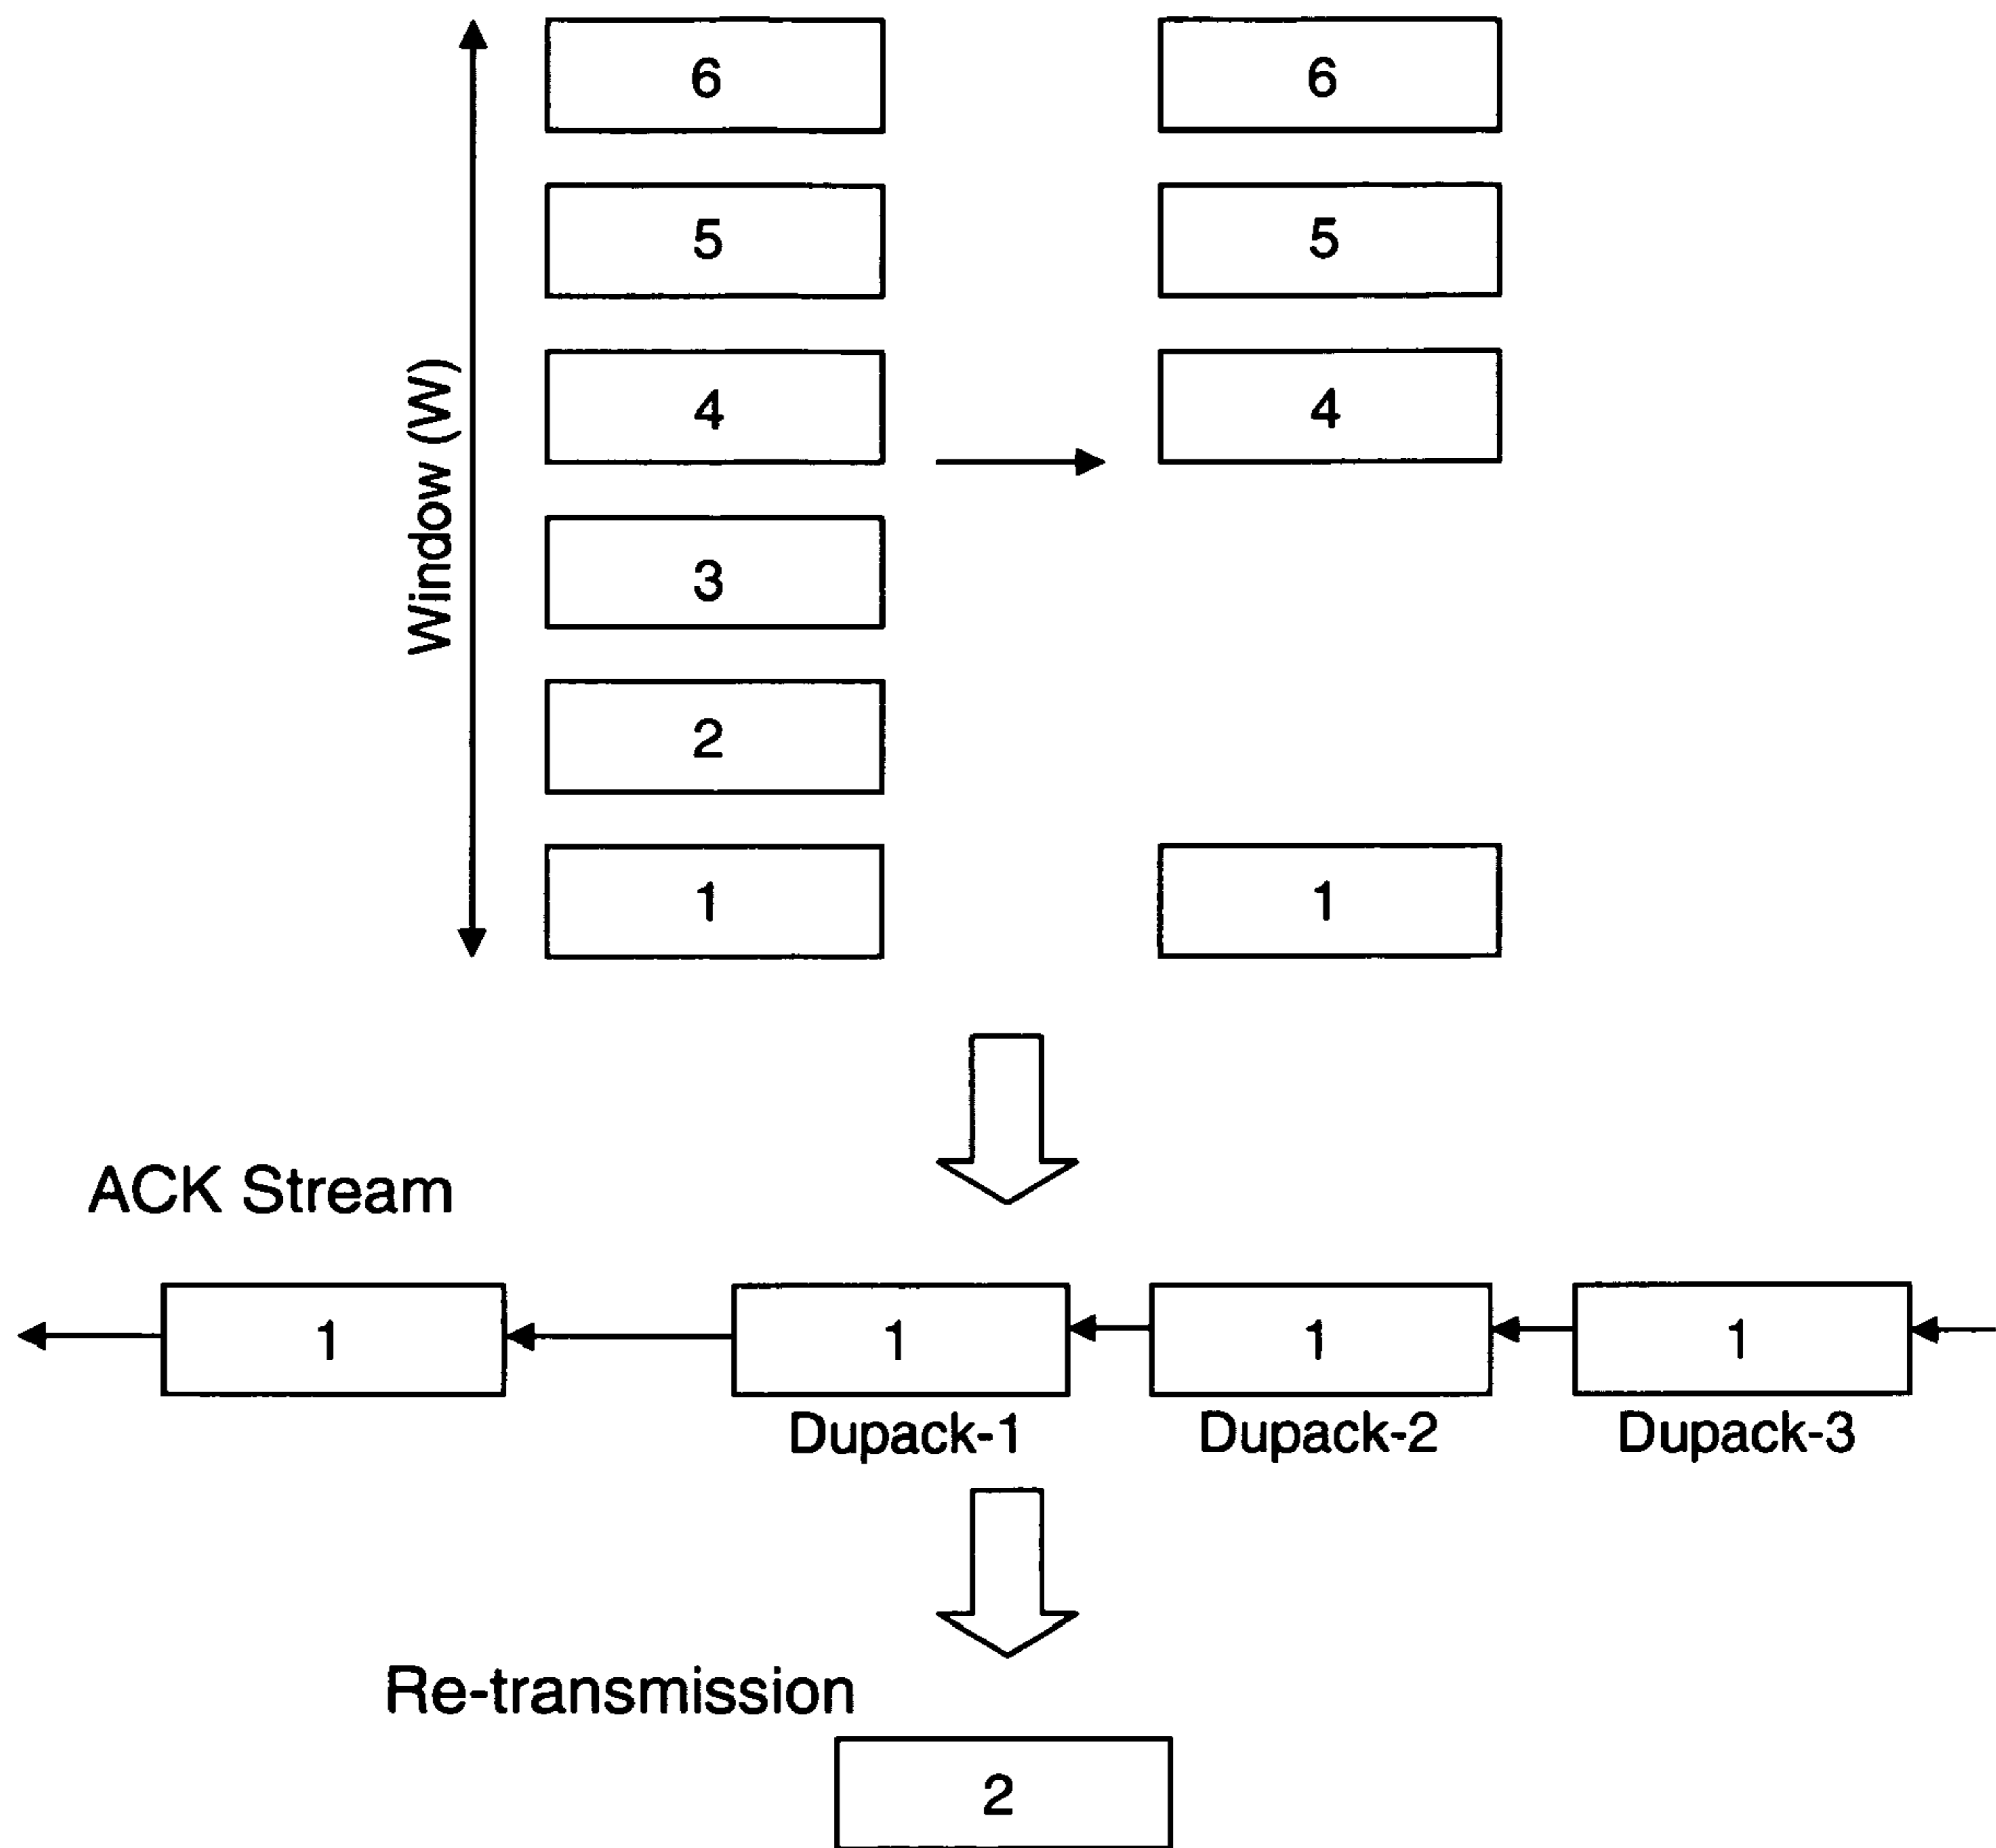 6 6
5 5
Window (W)
4 4
3
2
1 1
ACK Stream
1 1 1 1
Dupack-1 Dupack-2 Dupack-3
Re-transmission
2